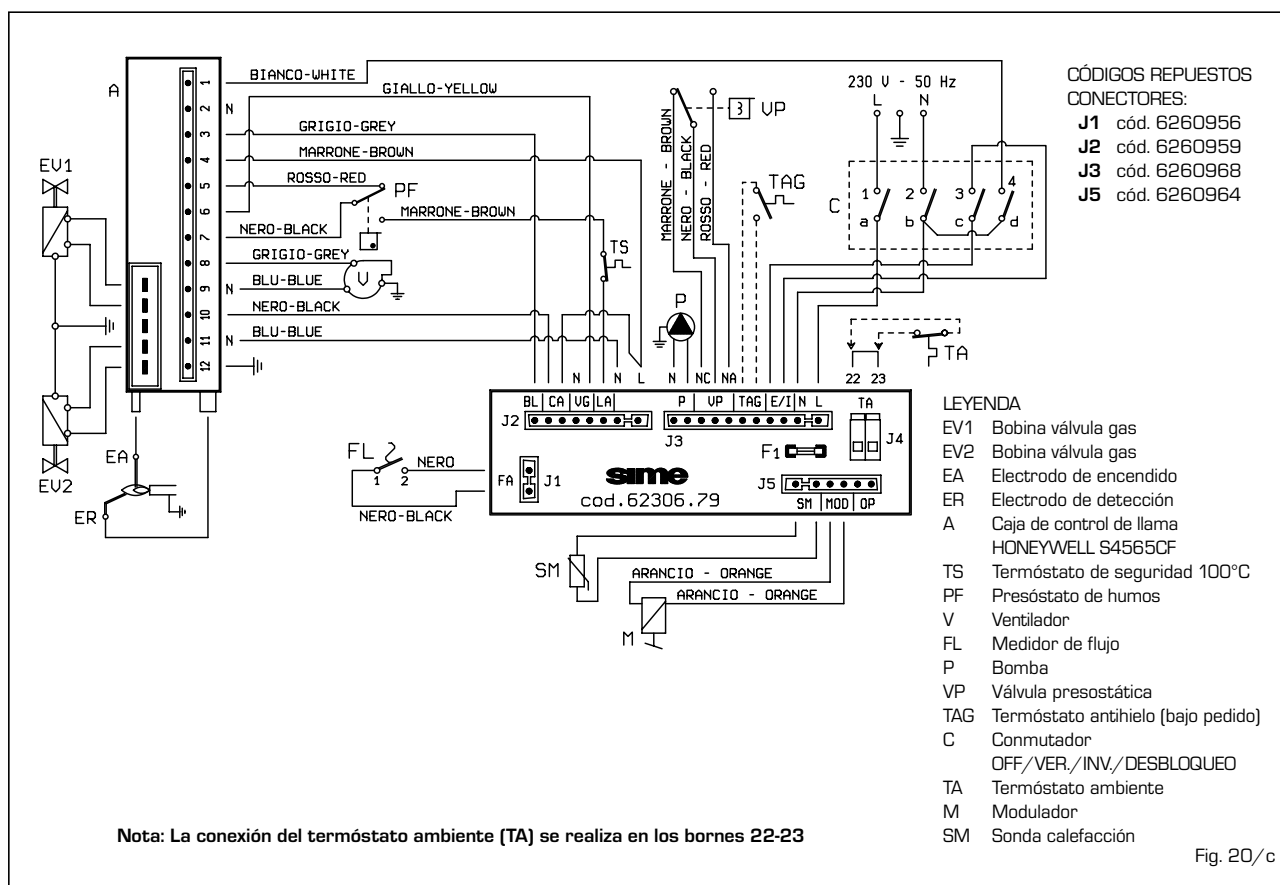 BIANCO-WHITE
GIALLO-YELLOW
GRIGIO-GREY
MARRONE-BROWN
ROSSO-RED
PF
MARRONE-BROWN
NERO-BLACK
GRIGIO-GREY
TS
V
BLU-BLUE
NERO-BLACK
BLU-BLUE
A
1
2 N
3
4
5
6
7
8
9 N
10
11 N
12
EV1
EV2
EA
ER
MARRONE - BROWN
NERO - BLACK
ROSSO - RED
VP
TAG
P
230 V - 50 Hz
L N
C
1 2 3 4
a b c d
TA
22 23
N N L N NC NA
BL CA VG LA
J2
P VP TAG E/I N L
J3
TA
J4
F1
FL
1 2
NERO
NERO-BLACK
FA J1
sime
cod.62306.79
J5
SM MOD OP
SM
ARANCIO - ORANGE
ARANCIO - ORANGE
M
CÓDIGOS REPUESTOS
CONECTORES:
J1 cód. 6260956
J2 cód. 6260959
J3 cód. 6260968
J5 cód. 6260964
LEYENDA
EV1 Bobina válvula gas
EV2 Bobina válvula gas
EA Electrodo de encendido
ER Electrodo de detección
A Caja de control de llama
HONEYWELL S4565CF
TS Termóstato de seguridad 100°C
PF Presóstato de humos
V Ventilador
FL Medidor de flujo
P Bomba
VP Válvula presostática
TAG Termóstato antihielo (bajo pedido)
C Conmutador
OFF/VER./INV./DESBLOQUEO
TA Termóstato ambiente
M Modulador
SM Sonda calefacción
Nota: La conexión del termóstato ambiente (TA) se realiza en los bornes 22-23
Fig. 20/c